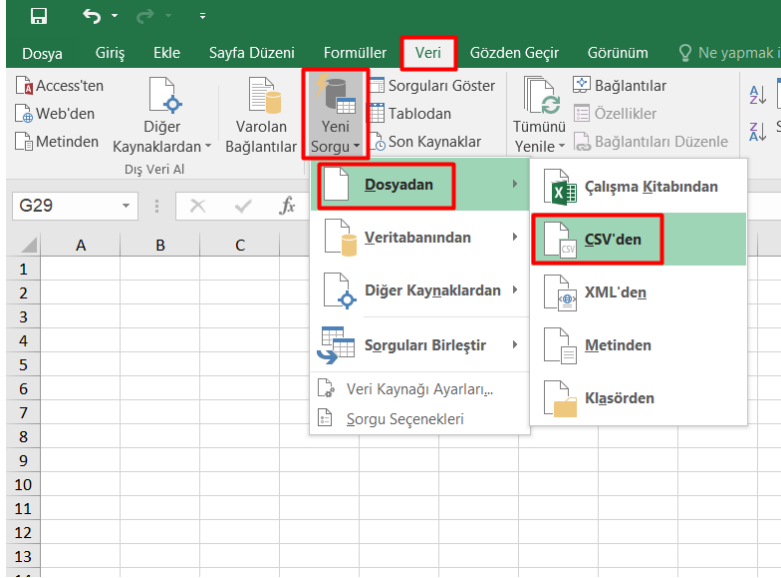 Dosya Giriş Ekle Sayfa Düzeni Formüller Veri Gözden Geçir Görünüm Ne yapmak i
Access'ten
Web'den
Metinden
Diğer
Kaynaklardan
Varolan
Bağlantılar
Dış Veri Al
Yeni
Sorgu
Sorguları Göster
Tablodan
Son Kaynaklar
Tümünü
Yenile
Bağlantılar
Özellikler
Bağlantıları Düzenle
A
Z
Z
A
S
G29
fx
A B C
1
2
3
4
5
6
7
8
9
10
11
12
13
Dosyadan
Veritabanından
Diğer Kaynaklardan
Sorguları Birleştir
Veri Kaynağı Ayarları...
Sorgu Seçenekleri
Çalışma Kitabından
CSV
CSV'den
XML'den
Metinden
Klasörden